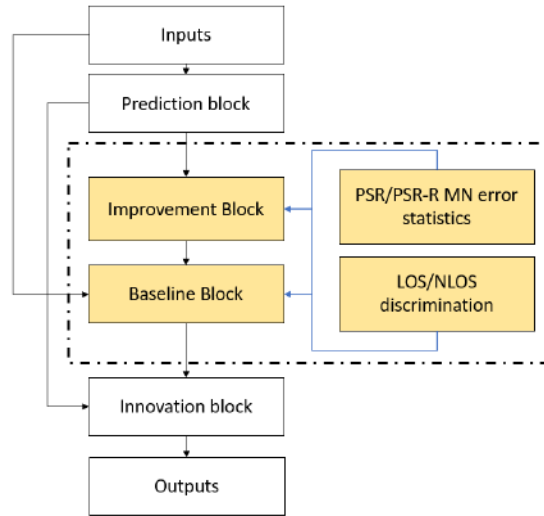 Inputs
Prediction block
Improvement Block
PSR/PSR-R MN error
statistics
Baseline Block
LOS/NLOS
discrimination
Innovation block
Outputs